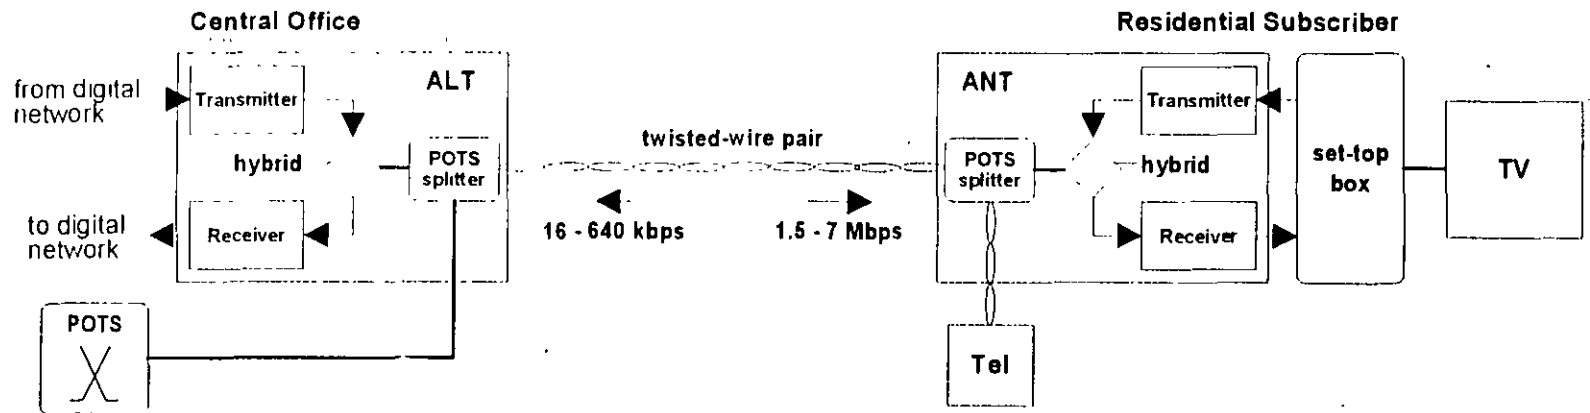 Central Office
Residential Subscriber
from digital
network
Transmitter
ALT
hybrid
POTS
splitter
to digital
network
Receiver
POTS
twisted-wire pair
16 - 640 kbps
1.5 - 7 Mbps
ANT
POTS
splitter
Transmitter
hybrid
Receiver
set-top
box
TV
Tel